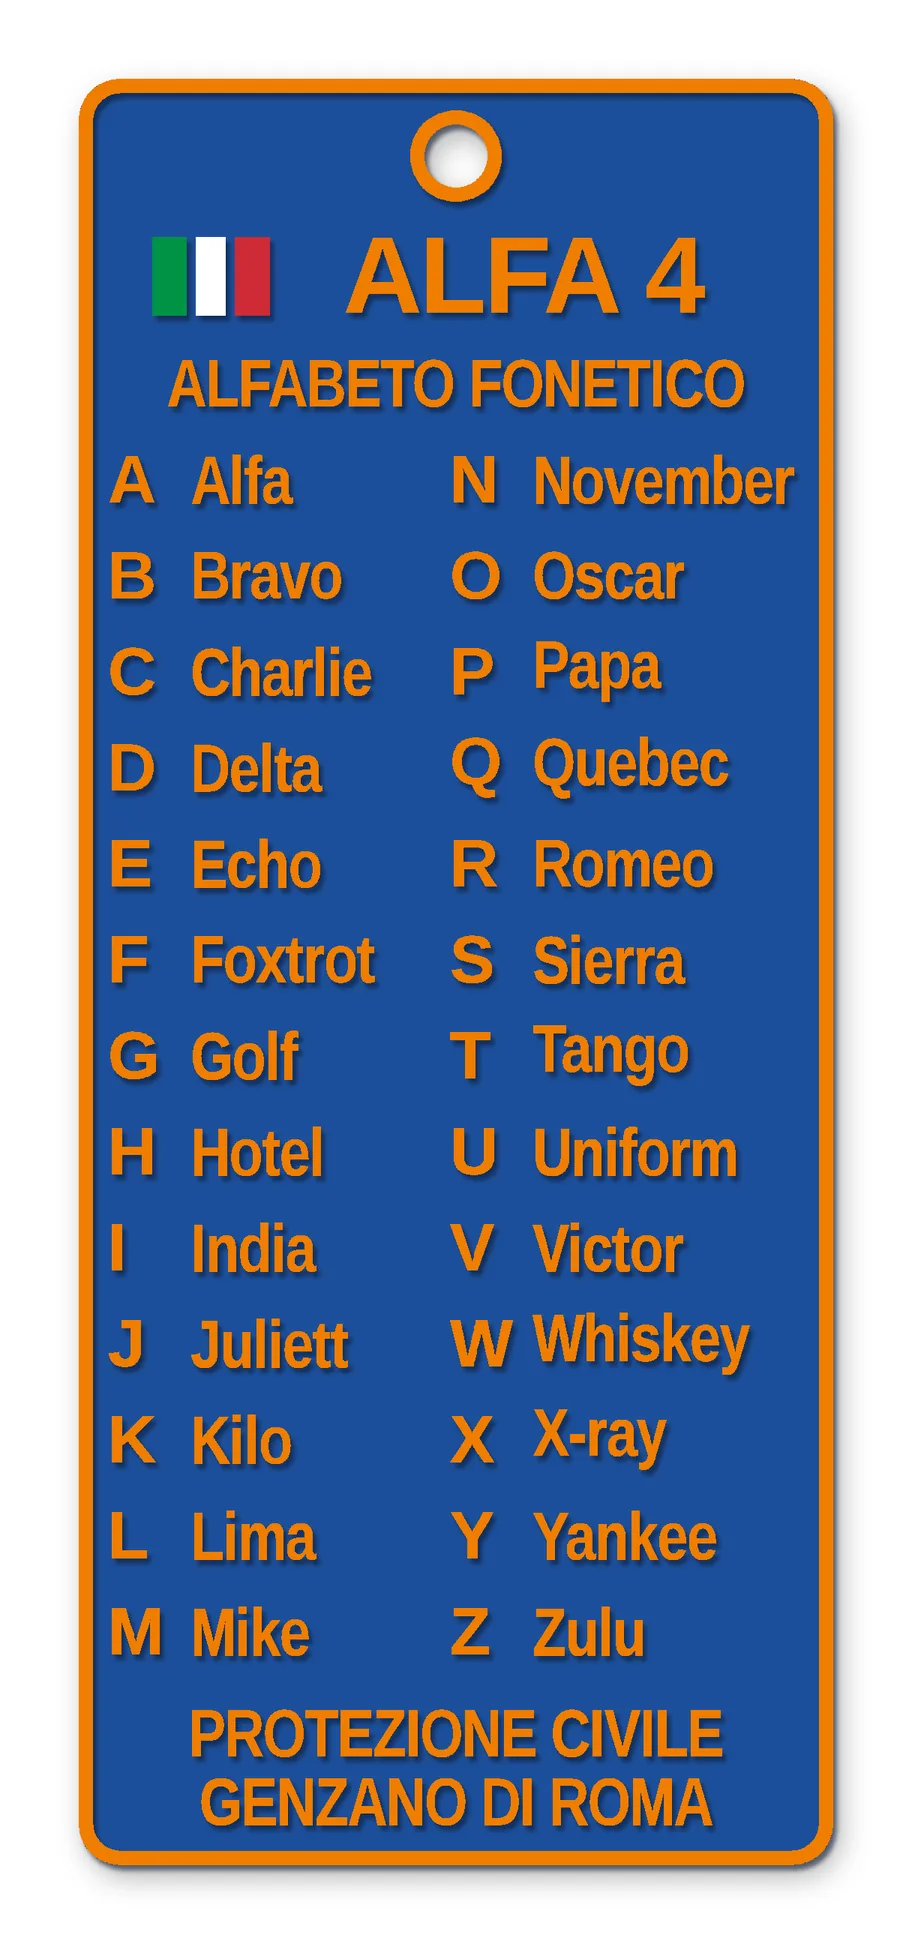 ALFA 4
ALFABETO FONETICO
A Alfa N November
B Bravo O Oscar
C Charlie P Papa
D Delta Q Quebec
E Echo R Romeo
F Foxtrot S Sierra
G Golf T Tango
H Hotel U Uniform
I India V Victor
J Juliett W Whiskey
K Kilo X X-ray
L Lima Y Yankee
M Mike Z Zulu
PROTEZIONE CIVILE
GENZANO DI ROMA